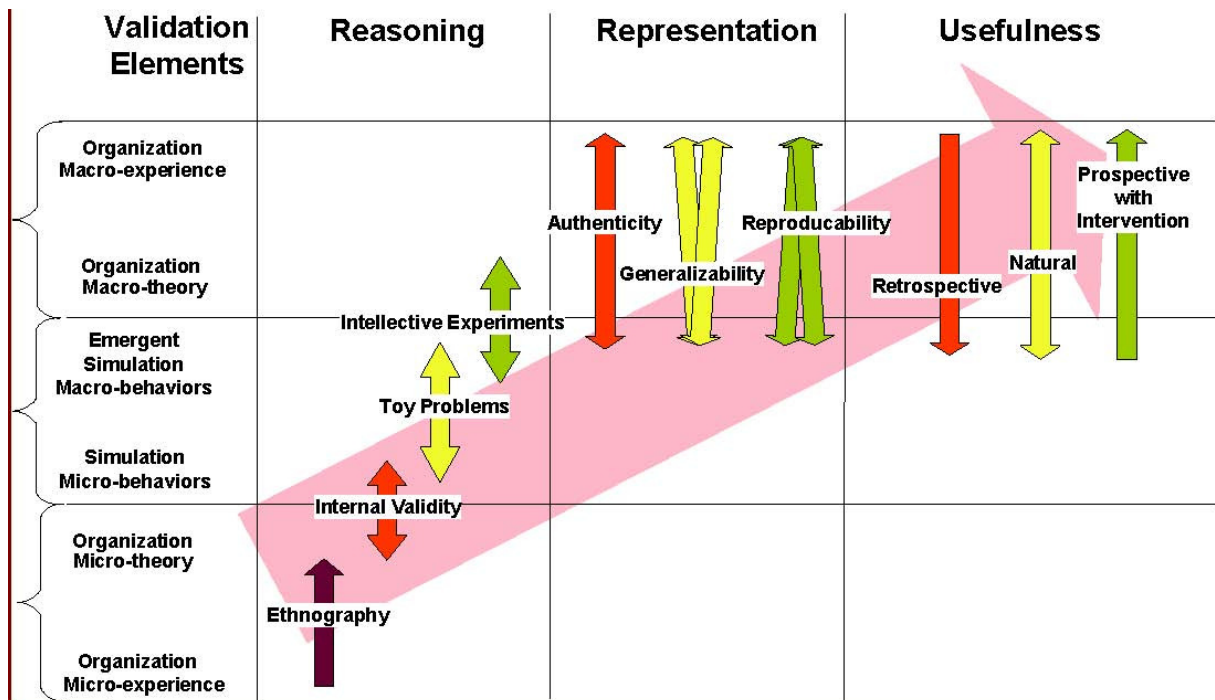 Validation
Elements
Reasoning
Representation
Usefulness
Organization
Macro-experience
Organization
Macro-theory
Emergent
Simulation
Macro-behaviors
Simulation
Micro-behaviors
Organization
Micro-theory
Organization
Micro-experience
Ethnography
Internal Validity
Toy Problems
Intellective Experiments
Authenticity
Generalizability
Reproducability
Retrospective
Natural
Prospective
with
Intervention